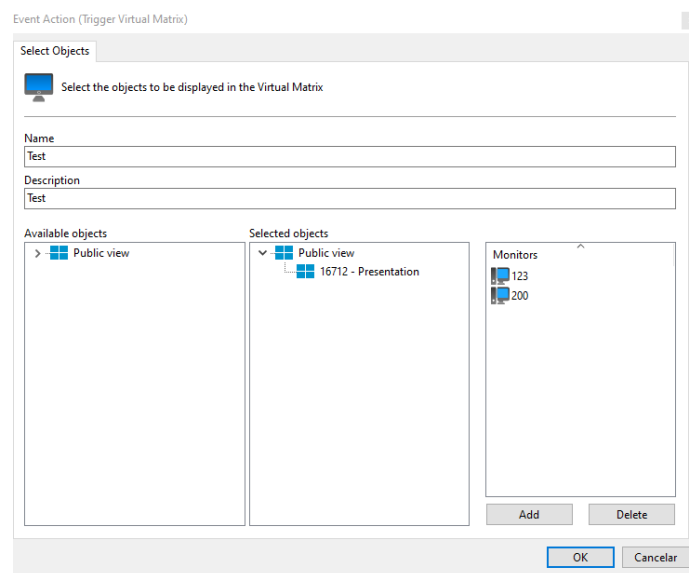 Event Action (Trigger Virtual Matrix)
Select Objects
Select the objects to be displayed in the Virtual Matrix
Name
Test
Description
Test
Available objects
Selected objects
Public view
Public view
16712 - Presentation
Monitors
123
200
Add
Delete
OK
Cancelar